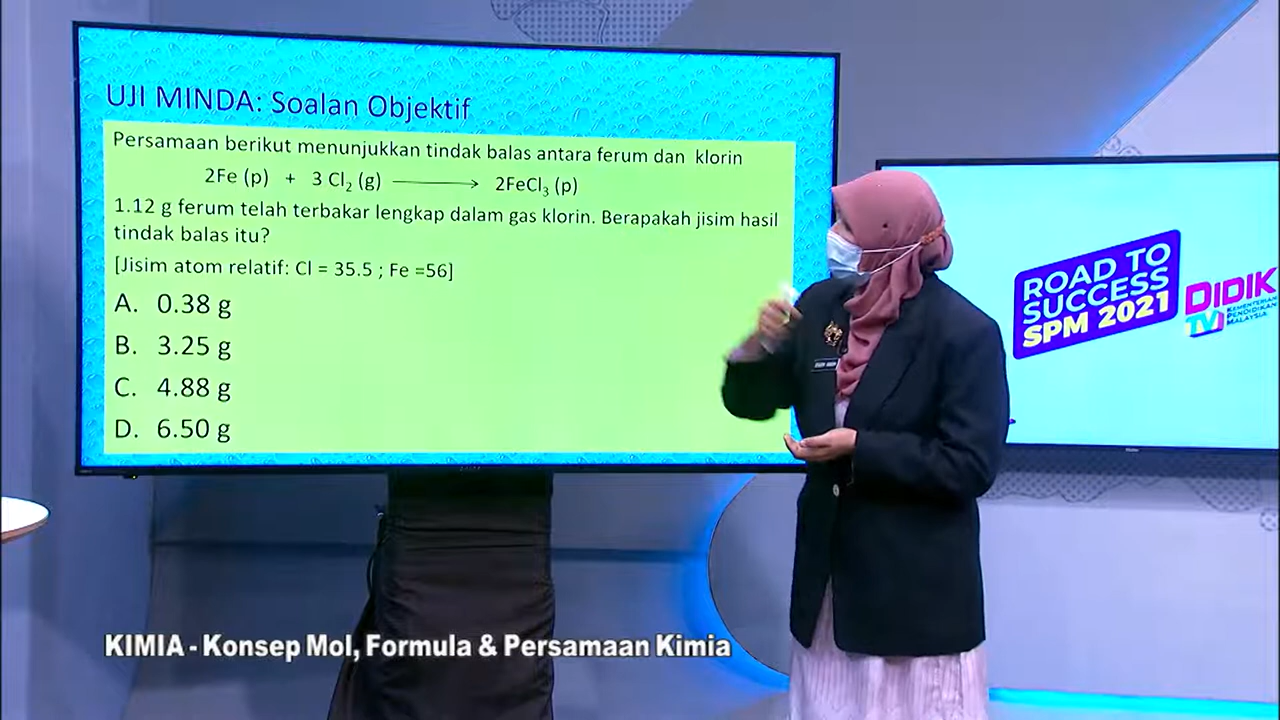 UJI MINDA: Soalan Objektif
Persamaan berikut menunjukkan tindak balas antara ferum dan klorin
2Fe (p) + 3 Cl₂ (g) ⟶ 2FeCl₃ (p)
1.12 g ferum telah terbakar lengkap dalam gas klorin. Berapakah jisim hasil
tindak balas itu?
[Jisim atom relatif: Cl = 35.5 ; Fe =56]
A. 0.38 g
B. 3.25 g
C. 4.88 g
D. 6.50 g
ROAD TO
SUCCESS
SPM 2021
DIDIK
TV
KEMENTERIAN
PENDIDIKAN
MALAYSIA
KIMIA - Konsep Mol, Formula & Persamaan Kimia